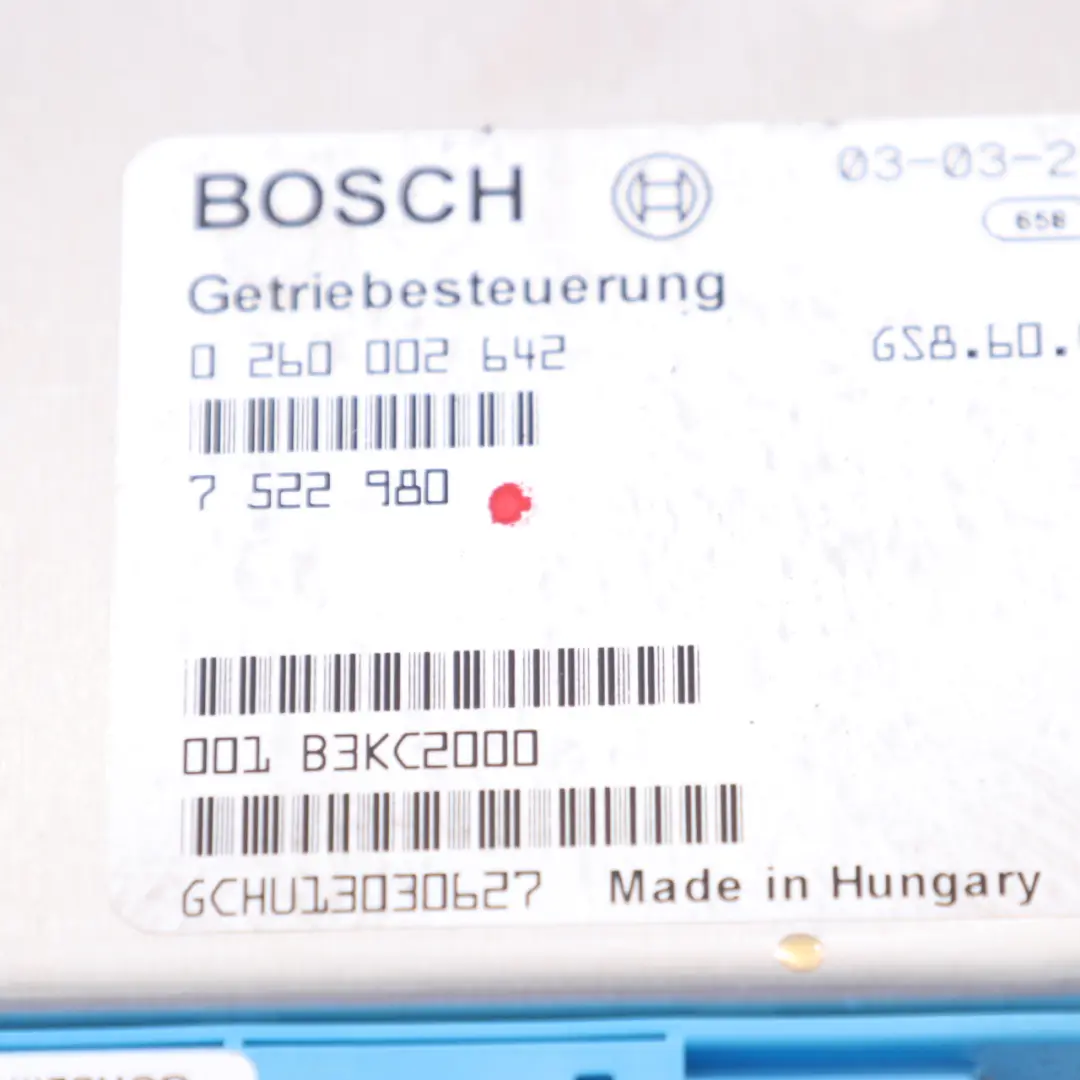 BOSCH 03-03-2
658
Getriebesteuerung
0 260 002 642 GS8.60.
7 522 980
001 B3KC2000
GCHU13030627 Made in Hungary